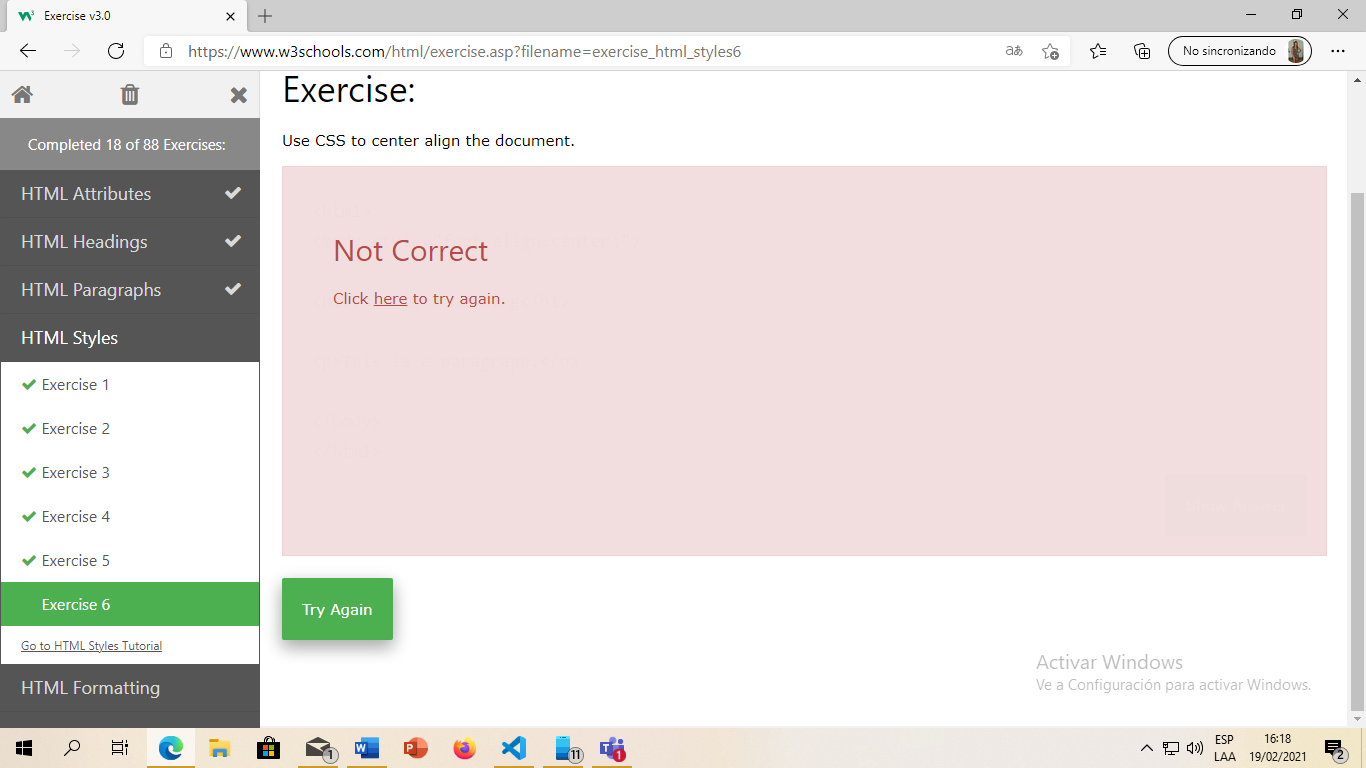 Exercise v3.0
https://www.w3schools.com/html/exercise.asp?filename=exercise_html_styles6
No sincronizando
Completed 18 of 88 Exercises:
HTML Attributes
HTML Headings
HTML Paragraphs
HTML Styles
Exercise 1
Exercise 2
Exercise 3
Exercise 4
Exercise 5
Exercise 6
Go to HTML Styles Tutorial
HTML Formatting
Exercise:
Use CSS to center align the document.
Not Correct
Click here to try again.
Try Again
Activar Windows
Ve a Configuración para activar Windows.
1
11
1
ESP
LAA
16:18
19/02/2021
2